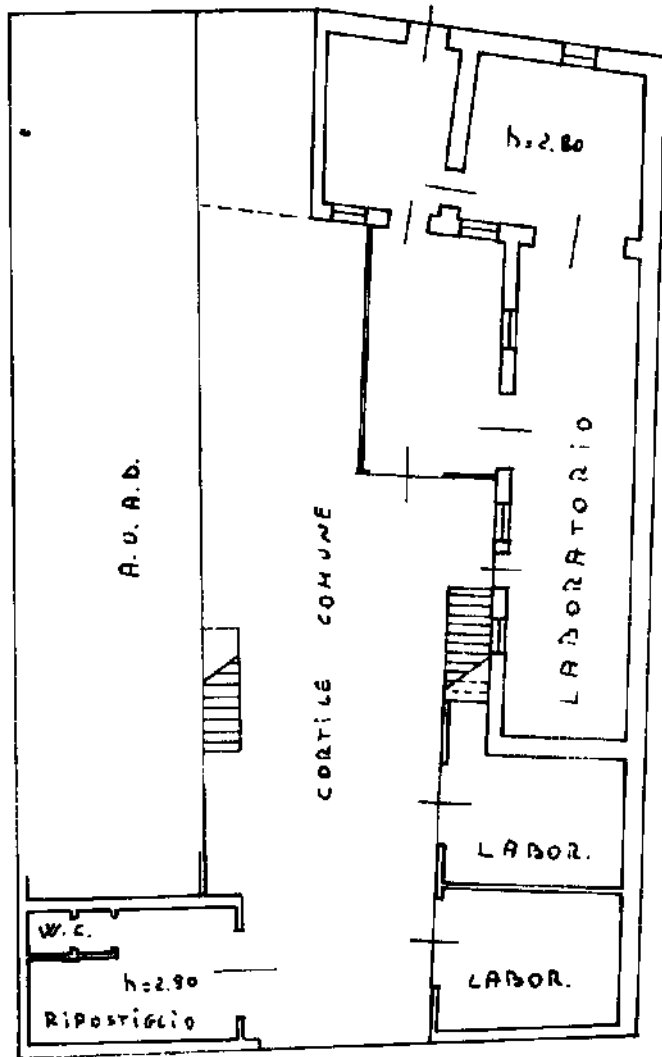 h=2.80
A.U.A.D.
CORTILE COMUNE
LABORATORIO
LABOR.
W.C.
h=2.90
RIPOSTIGLIO
LABOR.